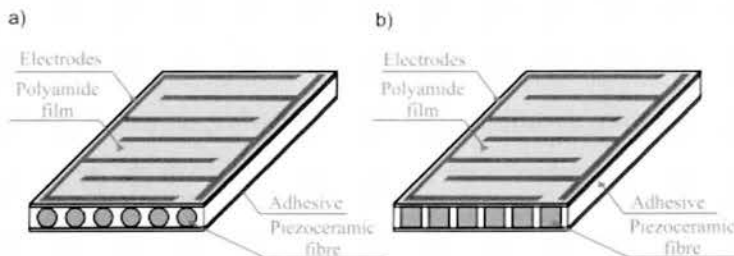 a)
Electrodes
Polyamide
film
Adhesive
Piezoceramic
fibre
b)
Electrodes
Polyamide
film
Adhesive
Piezoceramic
fibre